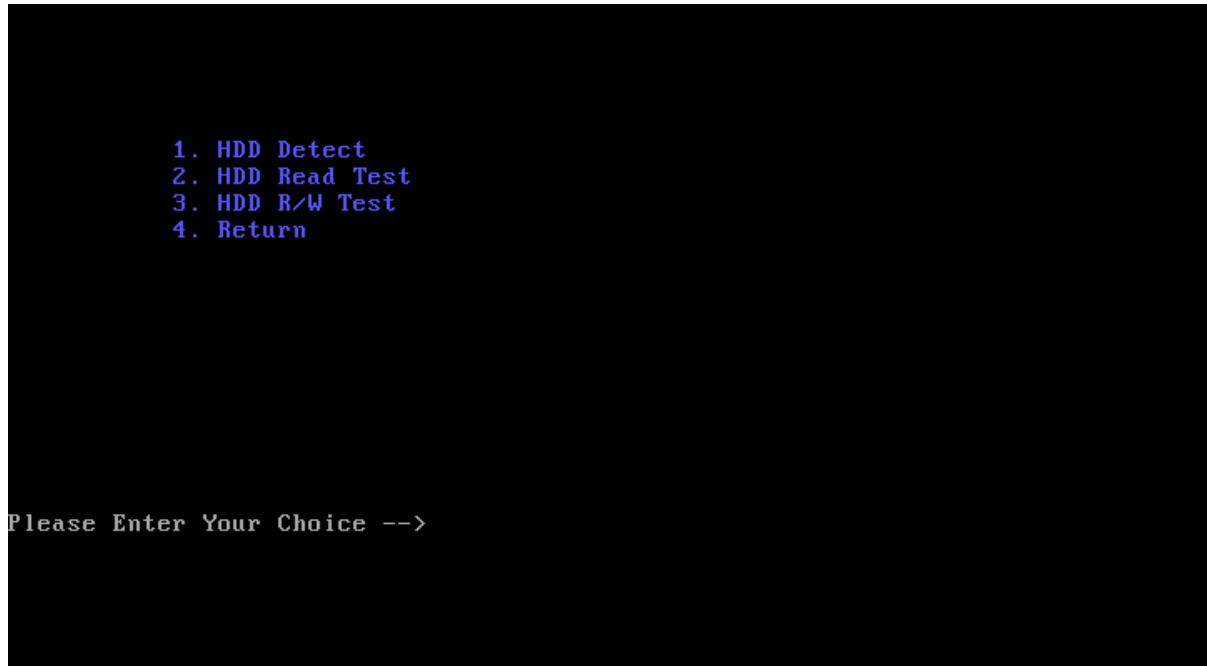 1. HDD Detect
2. HDD Read Test
3. HDD R/W Test
4. Return
Please Enter Your Choice -->